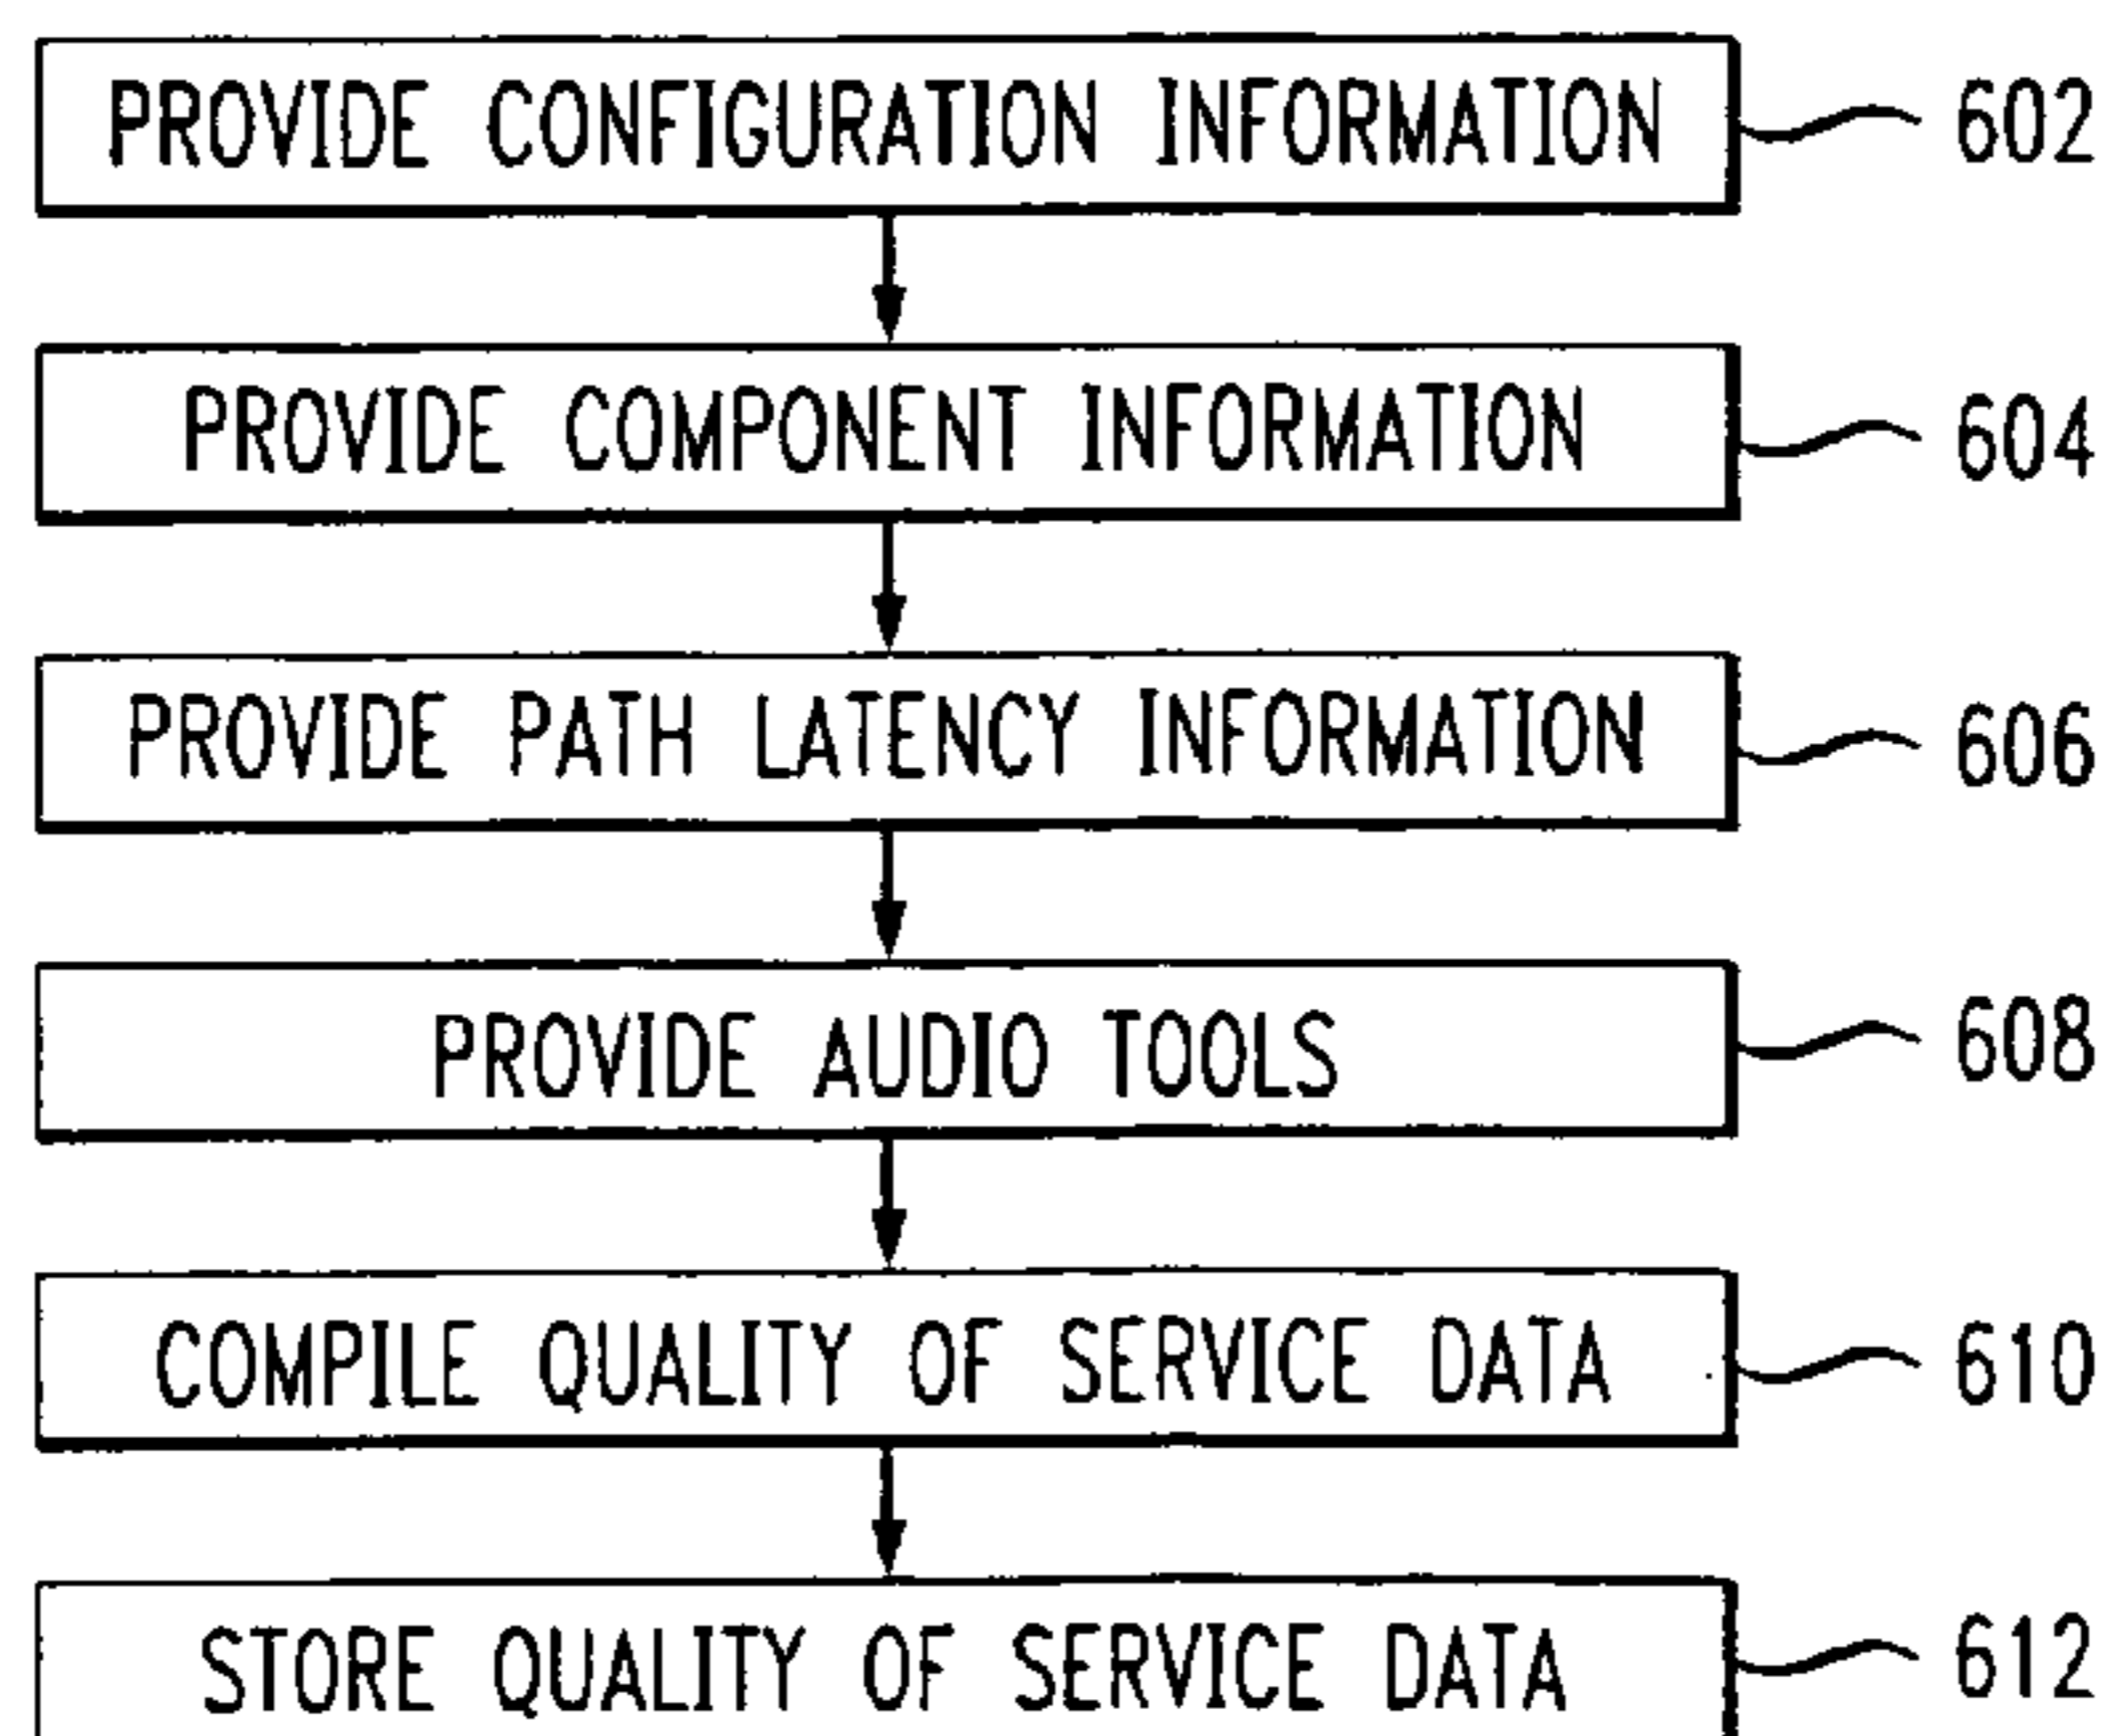 PROVIDE CONFIGURATION INFORMATION 602
PROVIDE COMPONENT INFORMATION 604
PROVIDE PATH LATENCY INFORMATION 606
PROVIDE AUDIO TOOLS 608
COMPILE QUALITY OF SERVICE DATA 610
STORE QUALITY OF SERVICE DATA 612